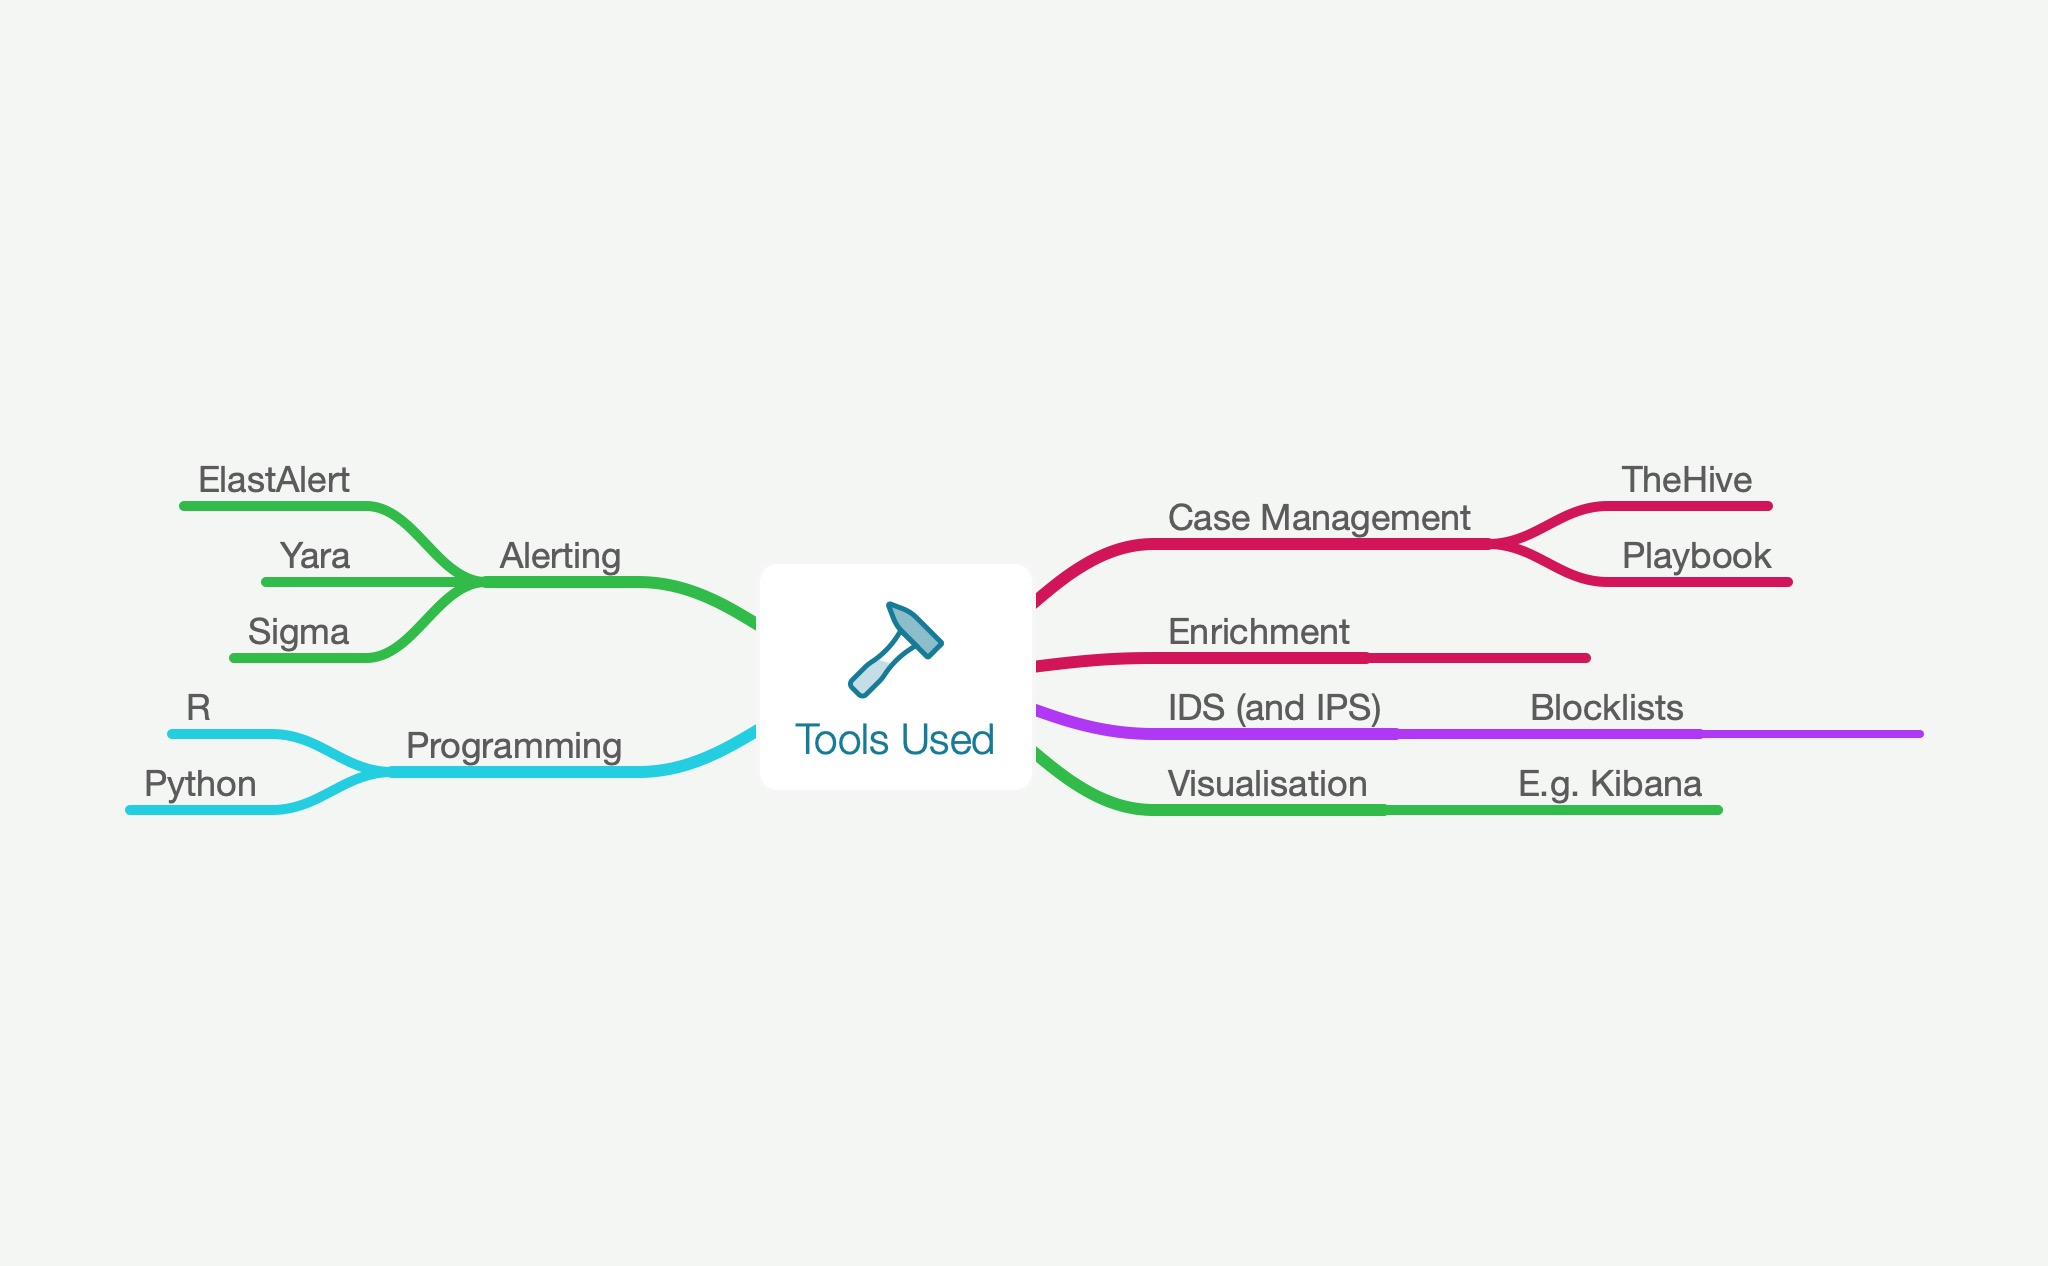 Tools Used
Alerting
ElastAlert
Yara
Sigma
Programming
R
Python
Case Management
TheHive
Playbook
Enrichment
IDS (and IPS)
Blocklists
Visualisation
E.g. Kibana